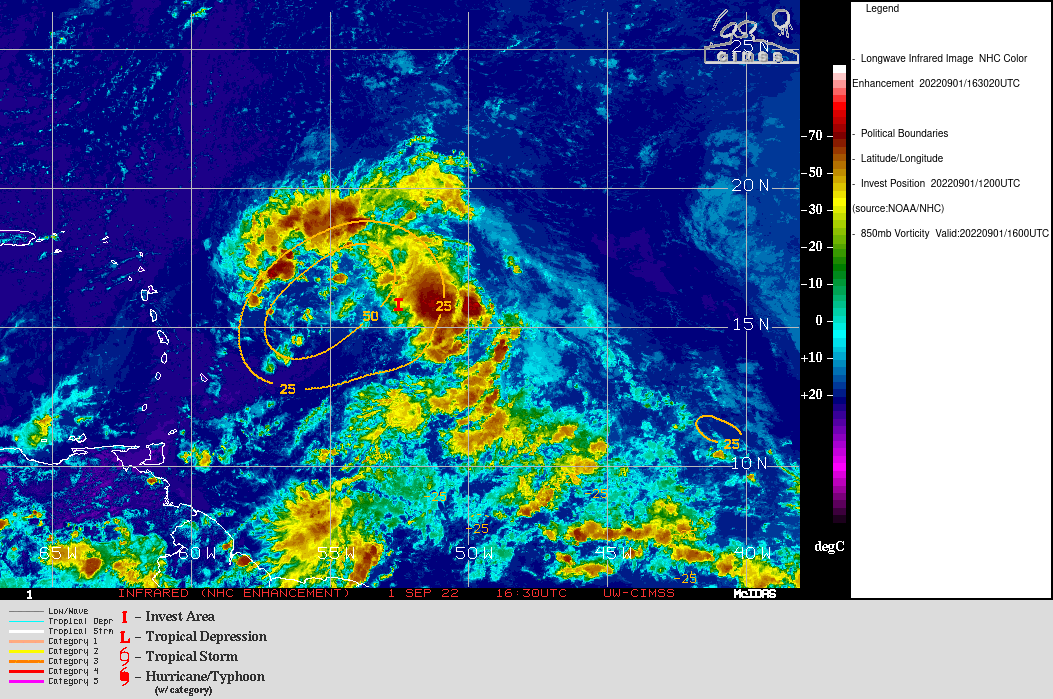 Legend
- Longwave Infrared Image NHC Color
Enhancement 20220901/163020UTC
- Political Boundaries
- Latitude/Longitude
- Invest Position 20220901/1200UTC
(source:NOAA/NHC)
- 850mb Vorticity Valid:20220901/1600UTC
CIMSS
25 N
20 N
15 N
10 N
65 W
60 W
55 W
50 W
45 W
40 W
I
25
50
25
25
-25
-25
-25
-25
-70
-50
-30
-20
-10
0
+10
+20
degC
1
INFRARED (NHC ENHANCEMENT)
1 SEP 22
16:30UTC
UW-CIMSS
McIDAS
Low/Wave
Tropical Depr
Tropical Strm
Category 1
Category 2
Category 3
Category 4
Category 5
I - Invest Area
L - Tropical Depression
- Tropical Storm
- Hurricane/Typhoon
(w/category)